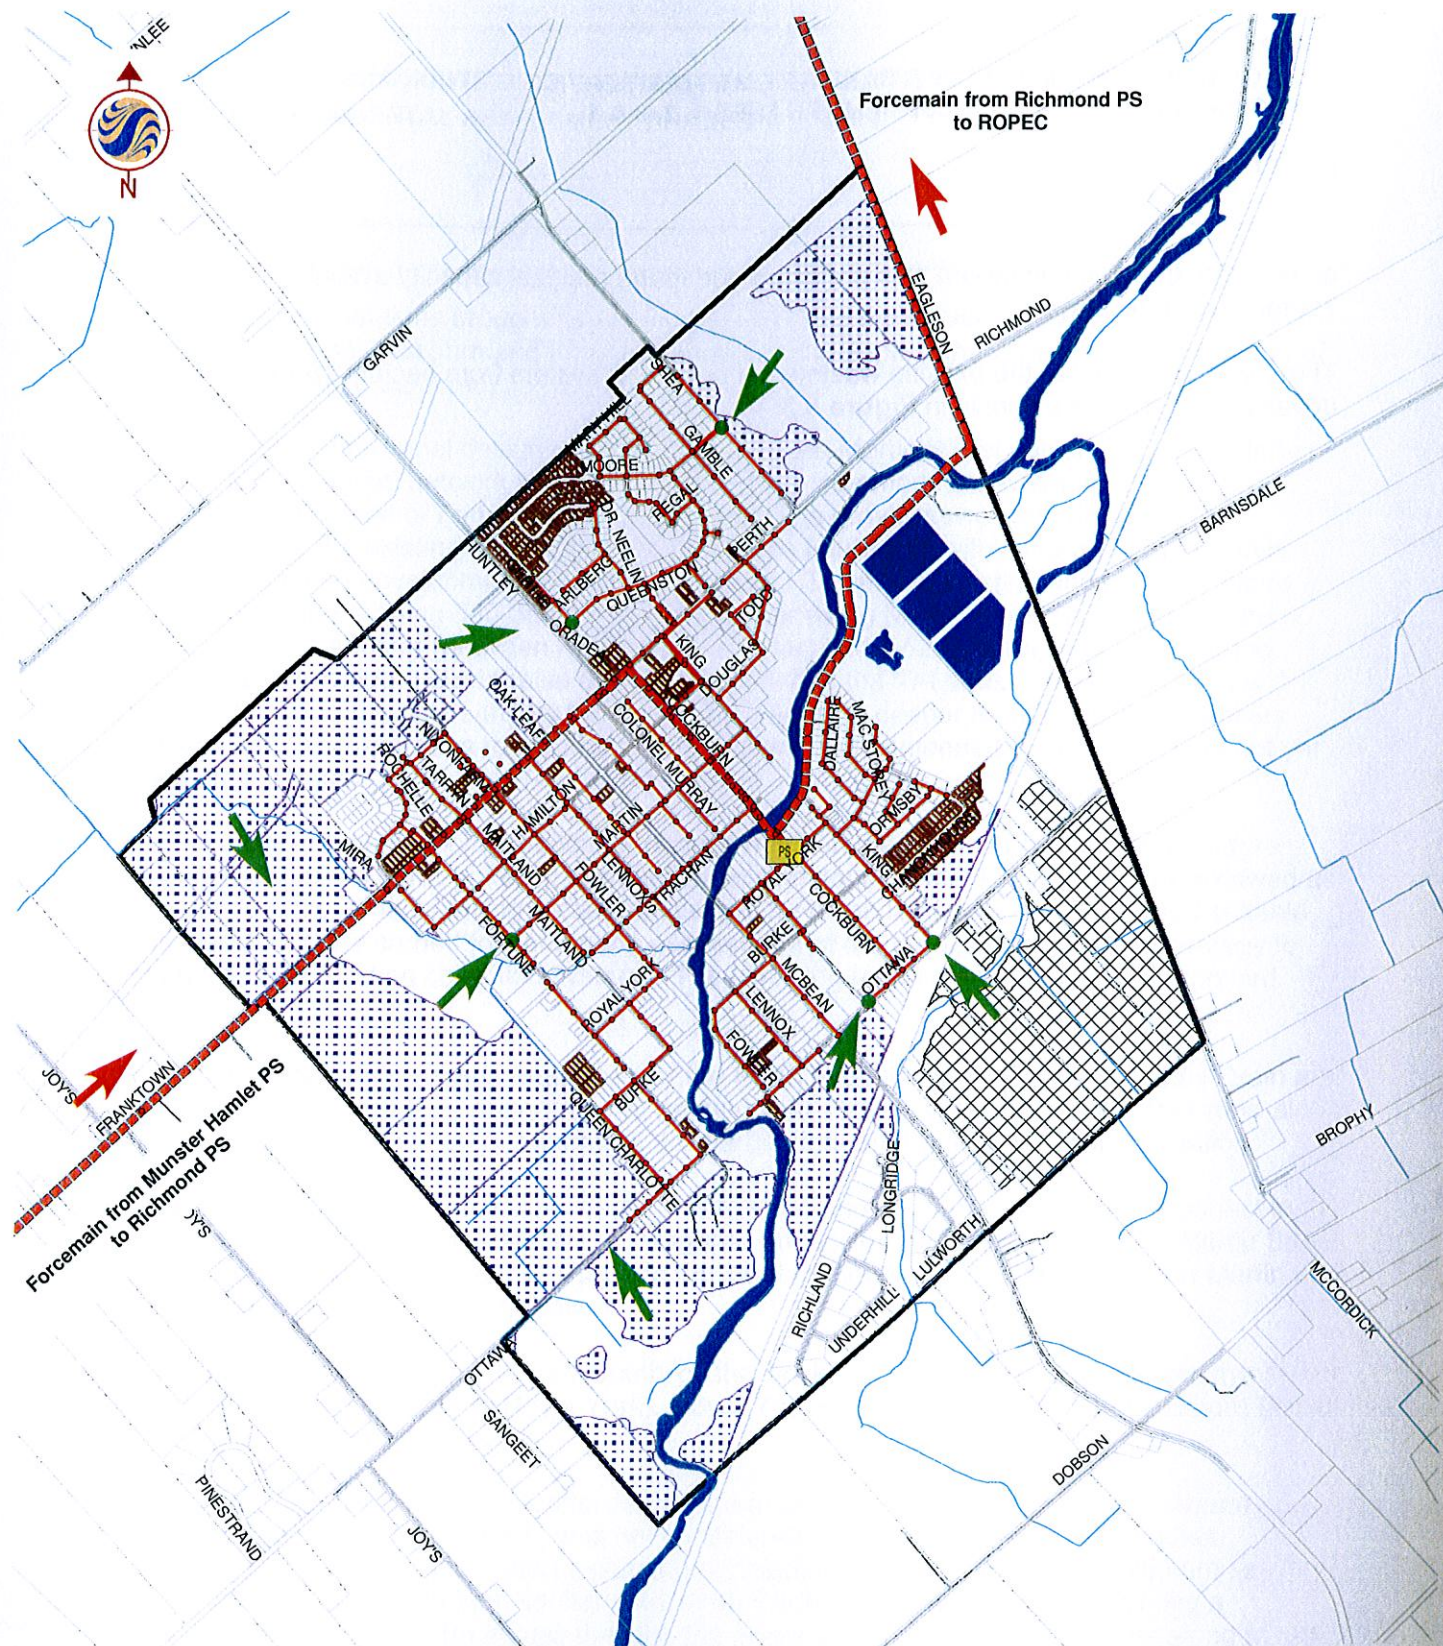 NLEE
N
Forcemain from Richmond PS
to ROPEC
EAGLESON
RICHMOND
GARVIN
SHEA
GAMBLE
MOORE
REGAL
DR. NEELIN
PERTH
HUNTLEY
ARLBERG
QUEENSTON
TODD
KING
DOUGLAS
BARNSDALE
OAK LEAF
COCKBURN
COLONEL MURRAY
DALLAIRE
MAC STOREY
ROCHELLE
HAMILTON
MARTIN
ORMSBY
MIRA
MAITLAND
LENNOX
FOWLER
STRACHAN
PS
ROYAL YORK
KING
COCKBURN
FORTUNE
MAITLAND
BURKE
MCBEAN
OTTAWA
ROYAL YORK
LENNOX
FOWLER
BURKE
QUEEN CHARLOTTE
JOY'S
FRANKTOWN
Forcemain from Munster Hamlet PS
to Richmond PS
OY'S
LONGRIDGE
LULWORTH
RICHLAND
UNDERHILL
BROPHY
MCCORDICK
OTTAWA
SANGEET
PINESTRAND
JOY'S
DOBSON